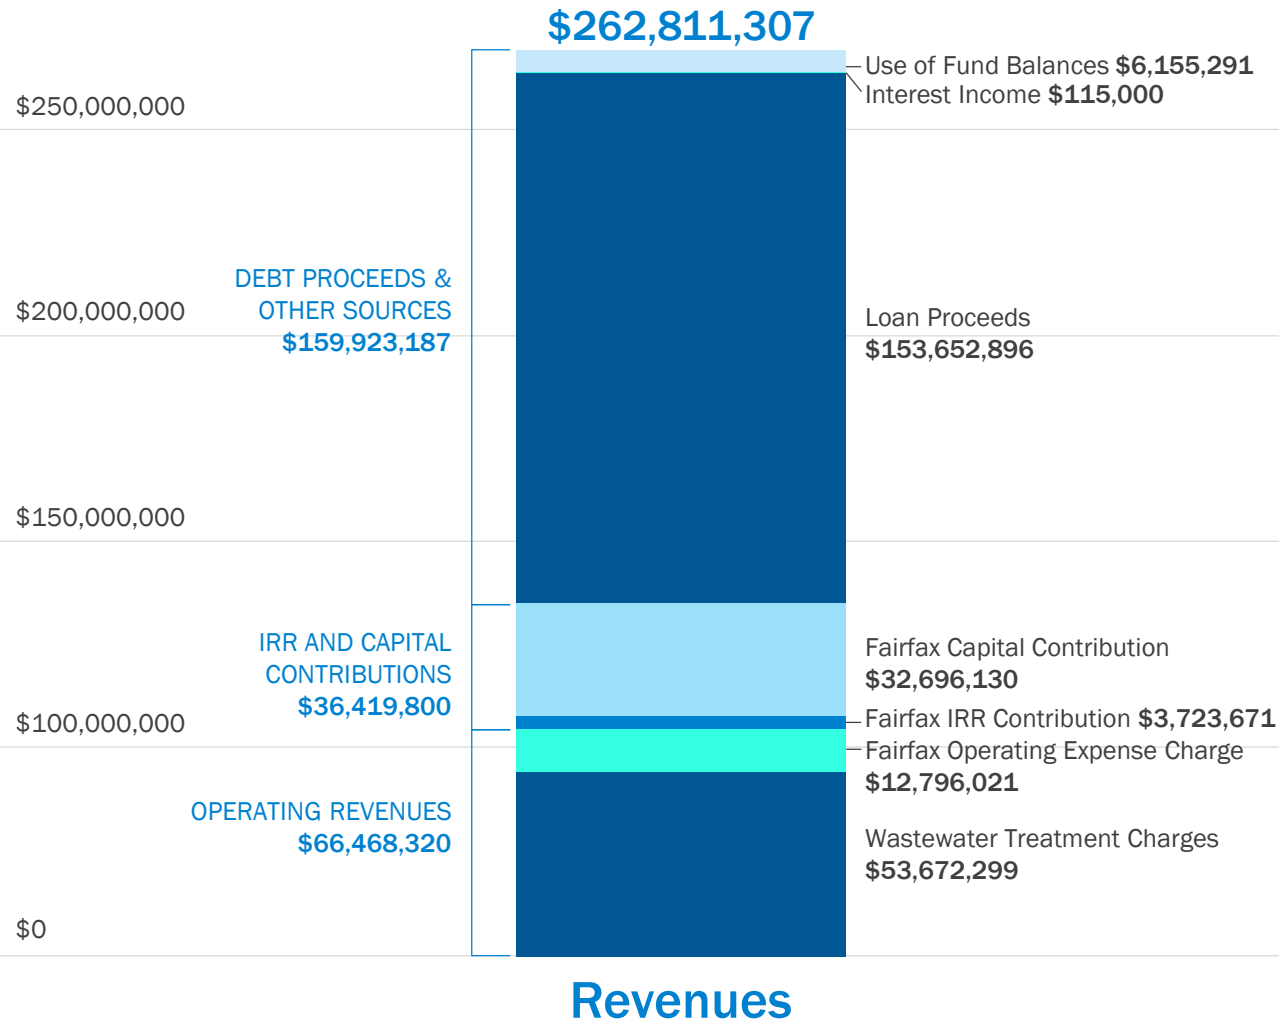 $262,811,307
Use of Fund Balances $6,155,291
Interest Income $115,000
$250,000,000
DEBT PROCEEDS &
OTHER SOURCES
$159,923,187
$200,000,000
Loan Proceeds
$153,652,896
$150,000,000
IRR AND CAPITAL
CONTRIBUTIONS
$36,419,800
Fairfax Capital Contribution
$32,696,130
$100,000,000
Fairfax IRR Contribution $3,723,671
Fairfax Operating Expense Charge
$12,796,021
OPERATING REVENUES
$66,468,320
Wastewater Treatment Charges
$53,672,299
$0
Revenues